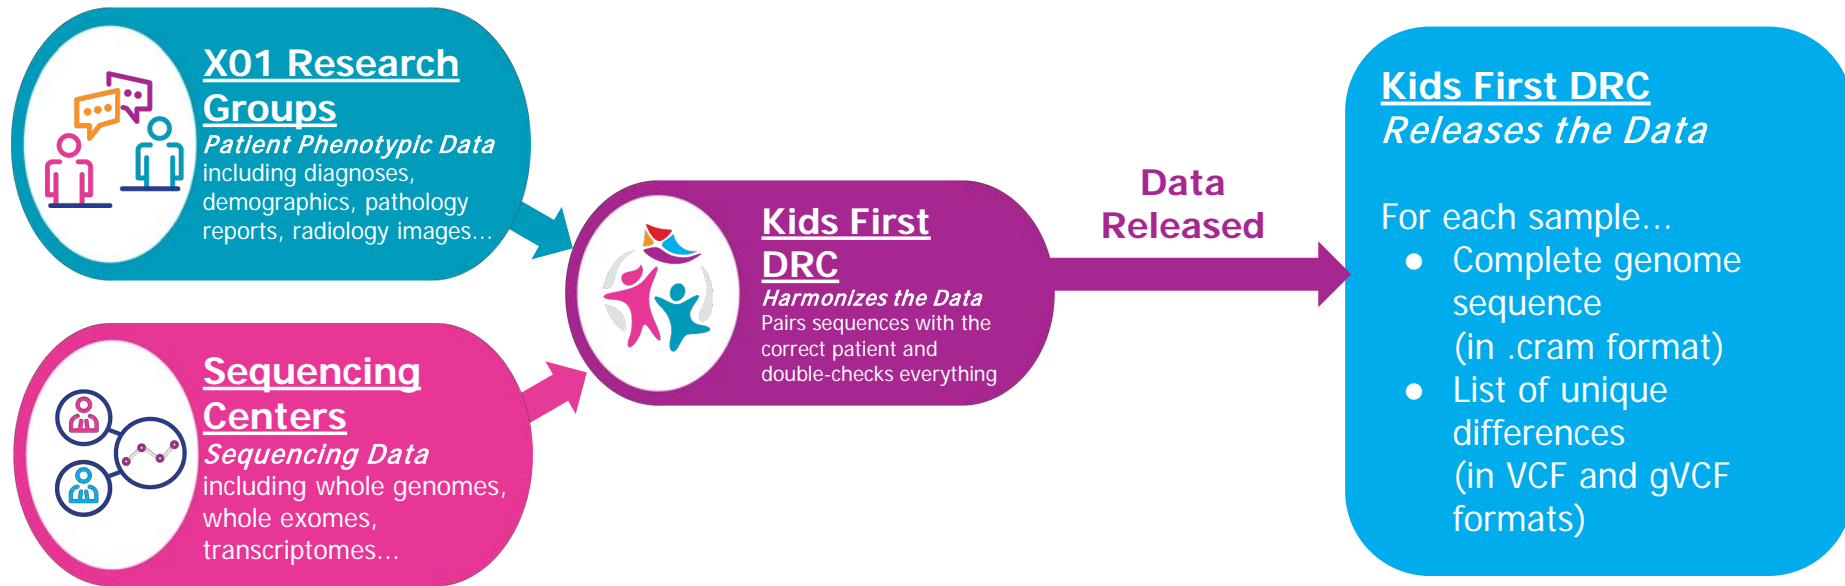 X01 Research
Groups
Patient Phenotypic Data
including diagnoses,
demographics, pathology
reports, radiology images...
Sequencing
Centers
Sequencing Data
including whole genomes,
whole exomes,
transcriptomes...
Kids First
DRC
Harmonizes the Data
Pairs sequences with the
correct patient and
double-checks everything
Data
Released
Kids First DRC
Releases the Data
For each sample...
● Complete genome
sequence
(in .cram format)
● List of unique
differences
(in VCF and gVCF
formats)